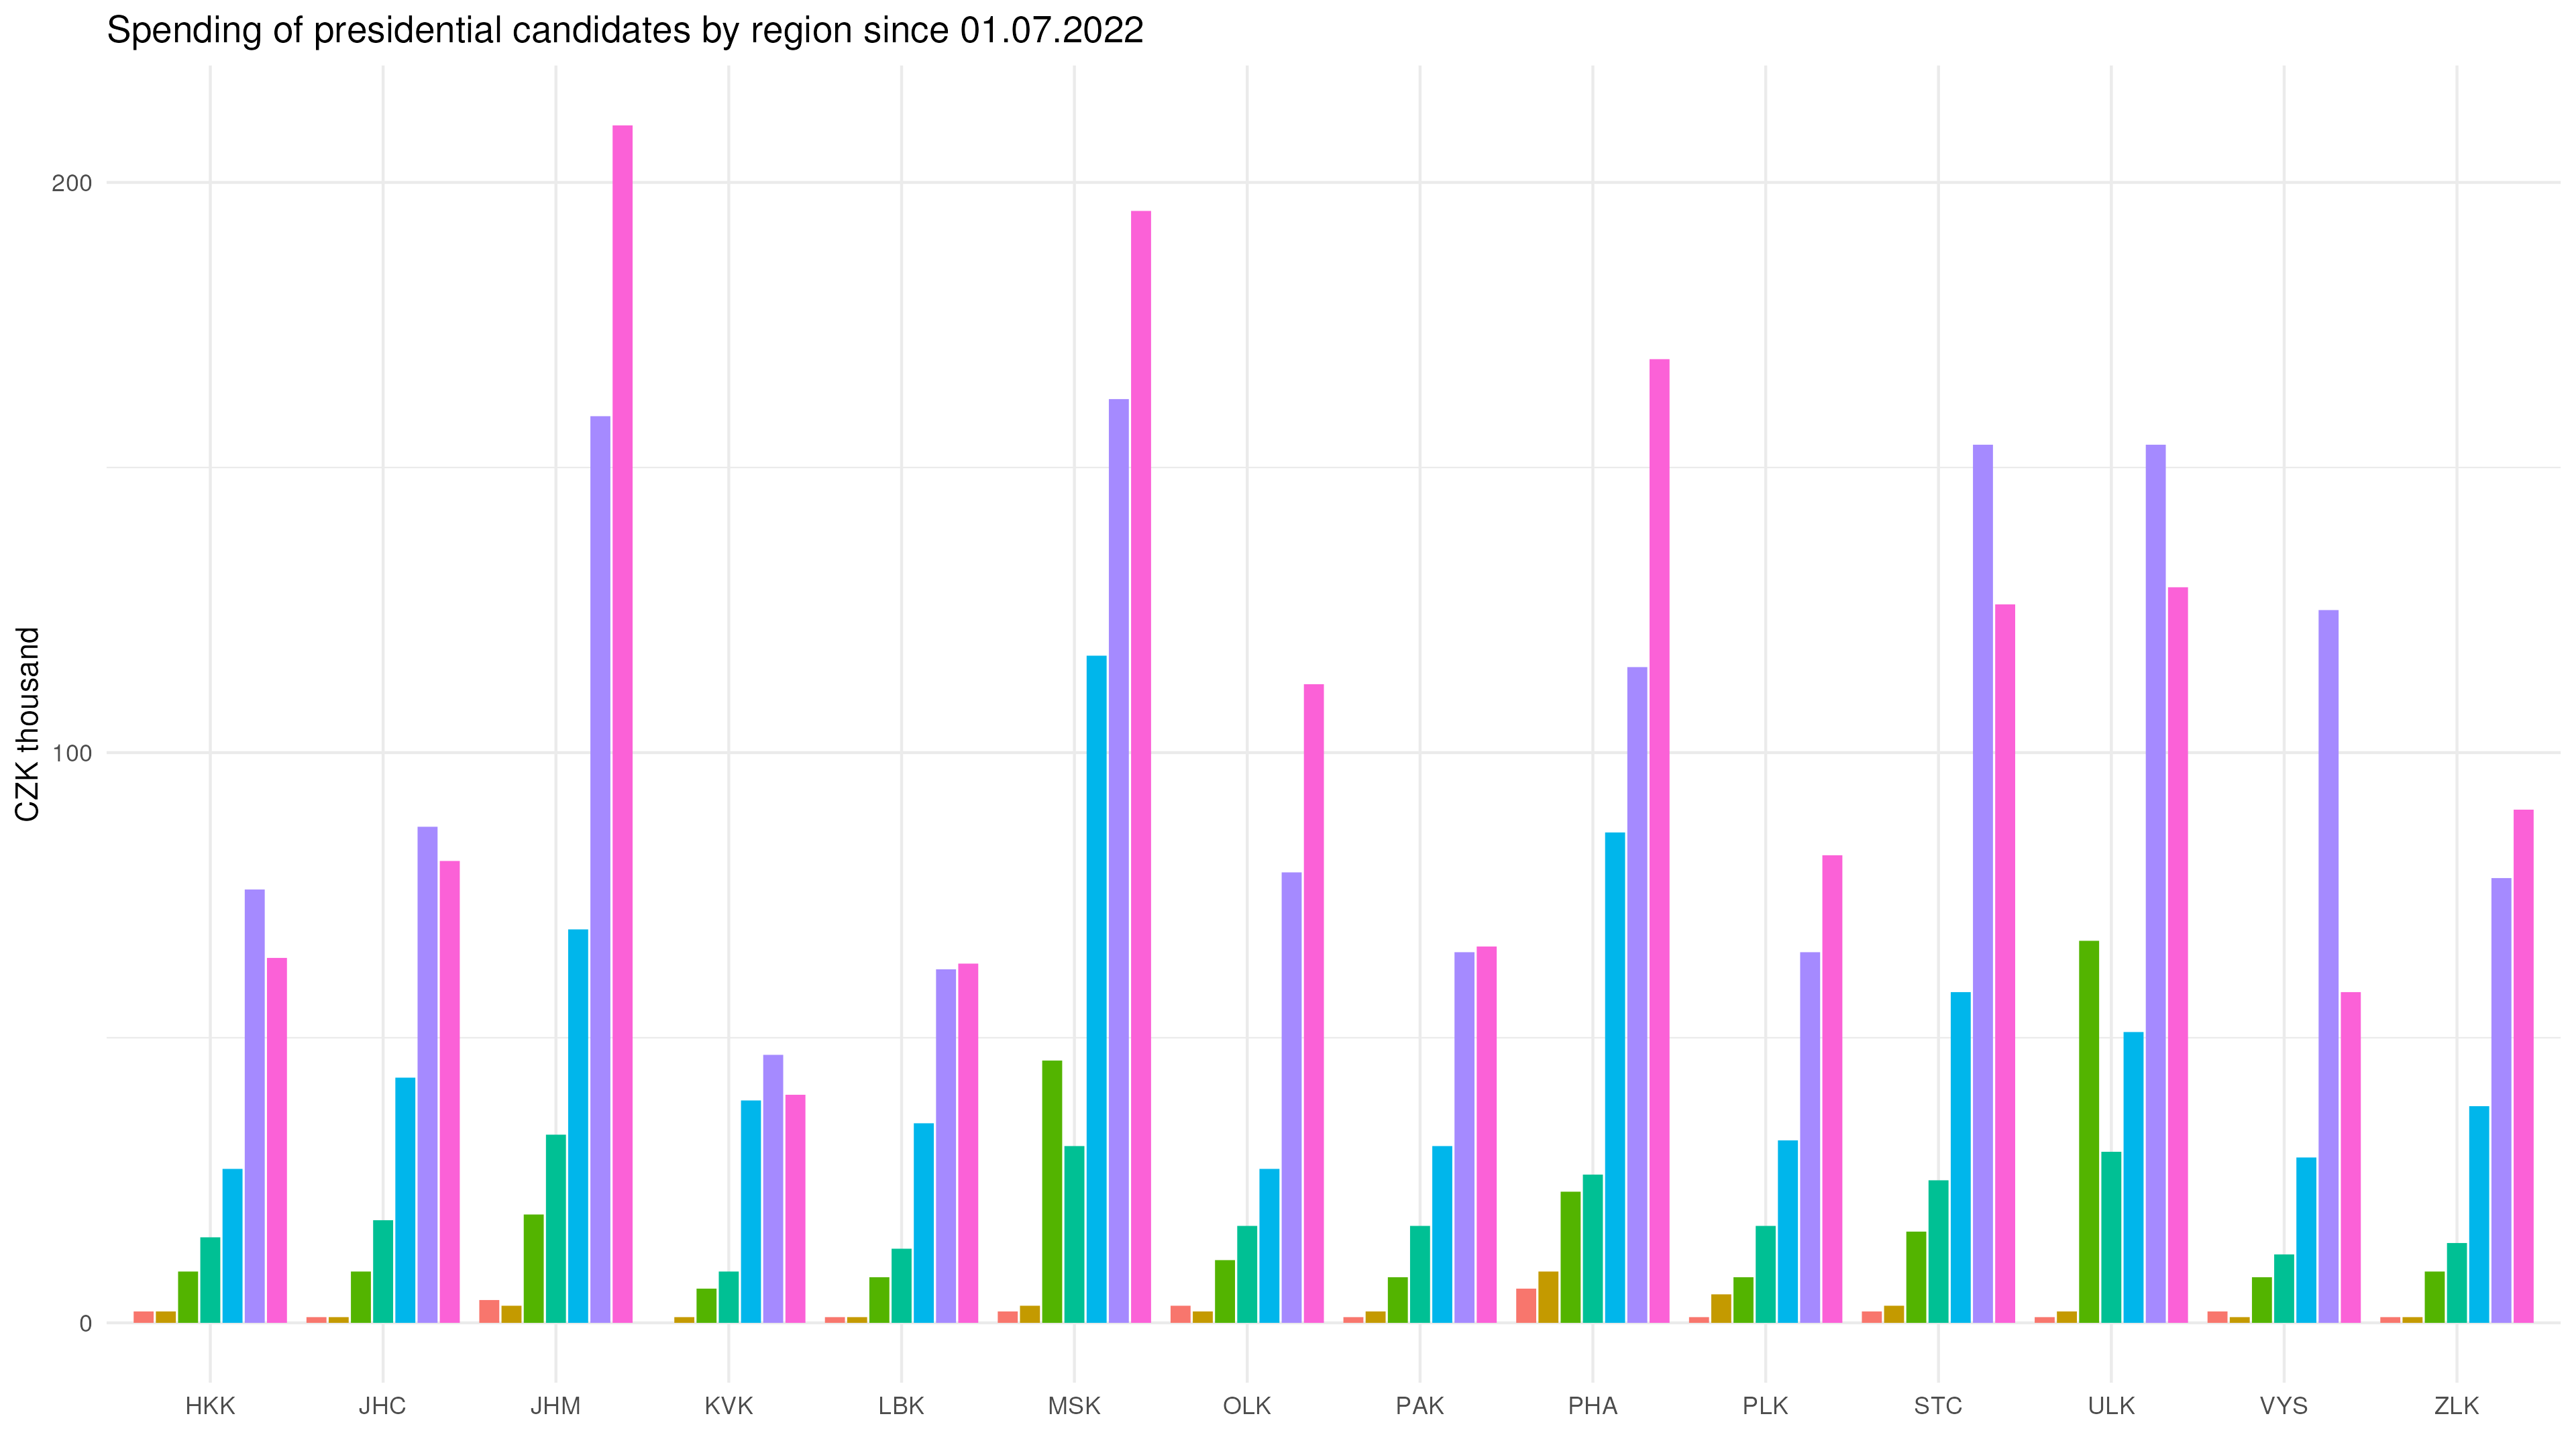 Spending of presidential candidates by region since 01.07.2022
CZK thousand
200
100
0
HKK JHC JHM KVK LBK MSK OLK PAK PHA PLK STC ULK VYS ZLK